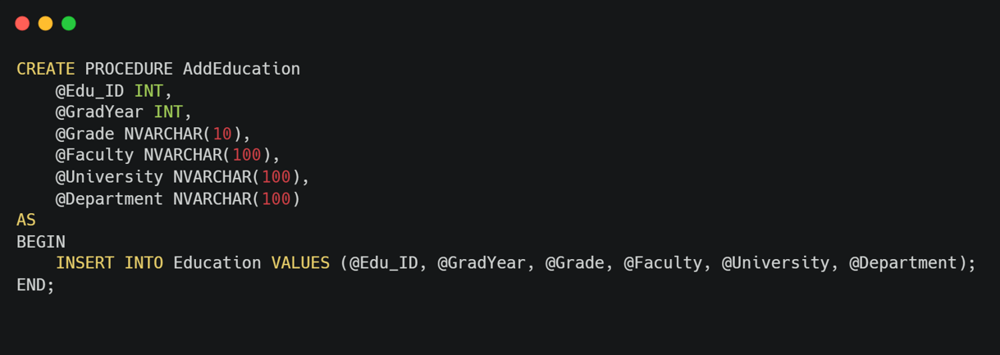 CREATE PROCEDURE AddEducation
    @Edu_ID INT,
    @GradYear INT,
    @Grade NVARCHAR(10),
    @Faculty NVARCHAR(100),
    @University NVARCHAR(100),
    @Department NVARCHAR(100)
AS
BEGIN
    INSERT INTO Education VALUES (@Edu_ID, @GradYear, @Grade, @Faculty, @University, @Department);
END;